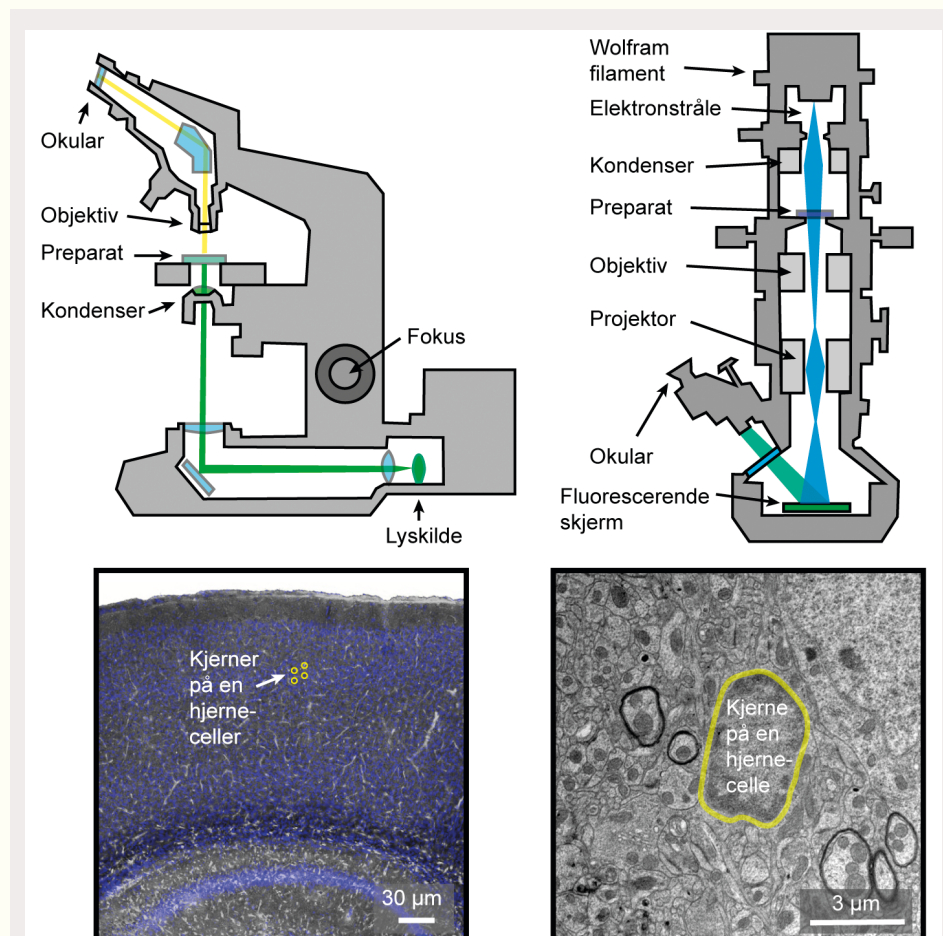 Okular
Objektiv
Preparat
Kondenser
Fokus
Lyskilde
Wolfram
filament
Elektronstråle
Kondenser
Preparat
Objektiv
Projektor
Okular
Fluorescerende
skjerm
Kjerner
på en
hjerne-
celler
30 µm
Kjerne
på en
hjerne-
celle
3 µm